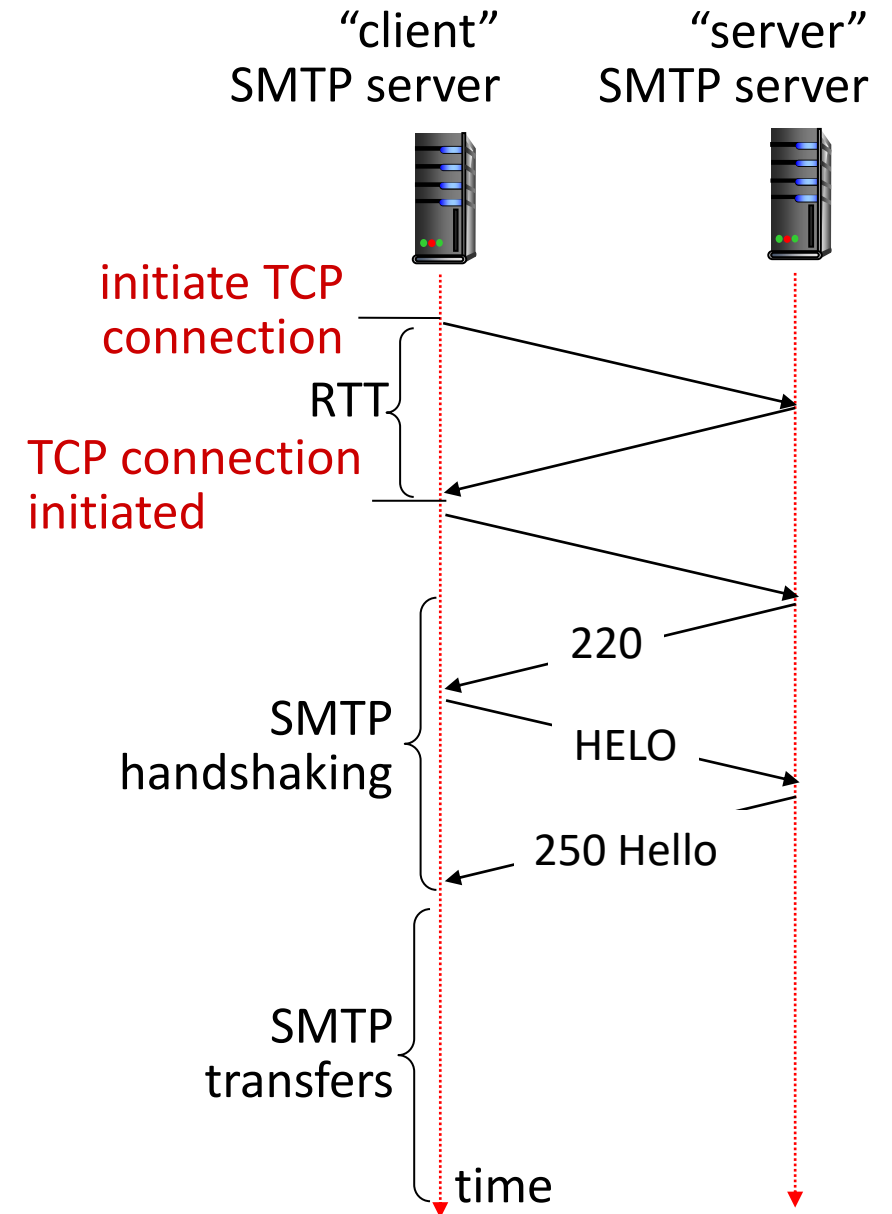 “client”
SMTP server
“server”
SMTP server
initiate TCP
connection
RTT
TCP connection
initiated
220
SMTP
handshaking
HELO
250 Hello
SMTP
transfers
time